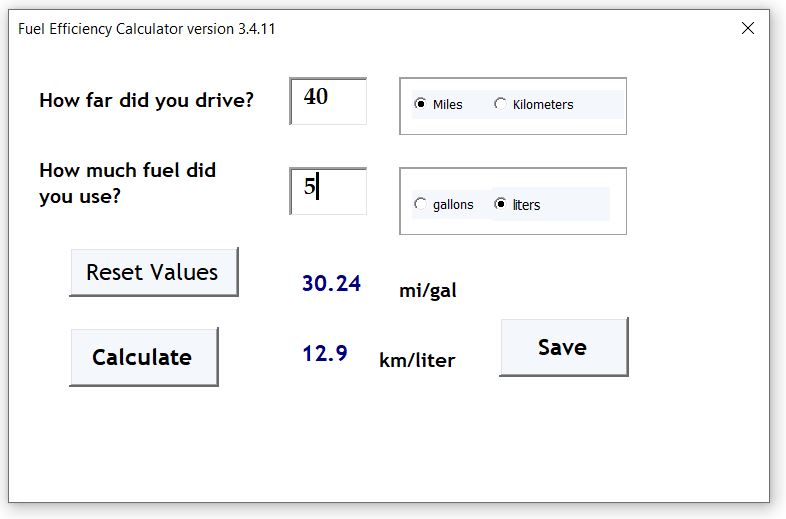 Fuel Efficiency Calculator version 3.4.11
How far did you drive? 40 Miles Kilometers
How much fuel did
you use? 5 gallons liters
Reset Values 30.24 mi/gal
Calculate 12.9 km/liter Save